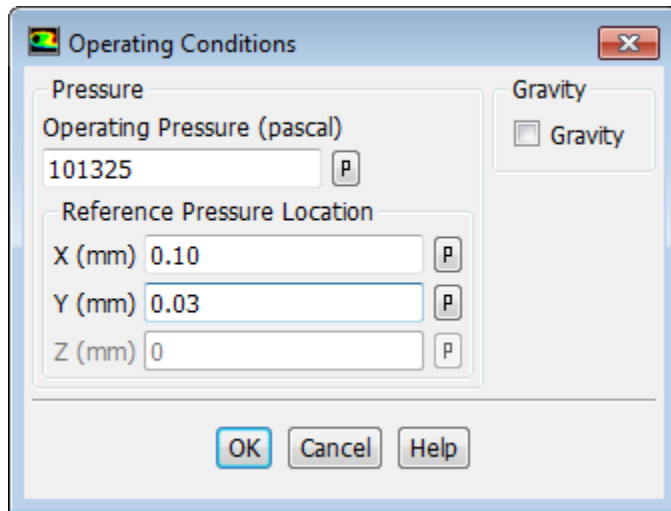 Operating Conditions
Pressure
Gravity
Operating Pressure (pascal)
Gravity
101325 P
Reference Pressure Location
X (mm) 0.10 P
Y (mm) 0.03 P
Z (mm) 0 P
OK Cancel Help